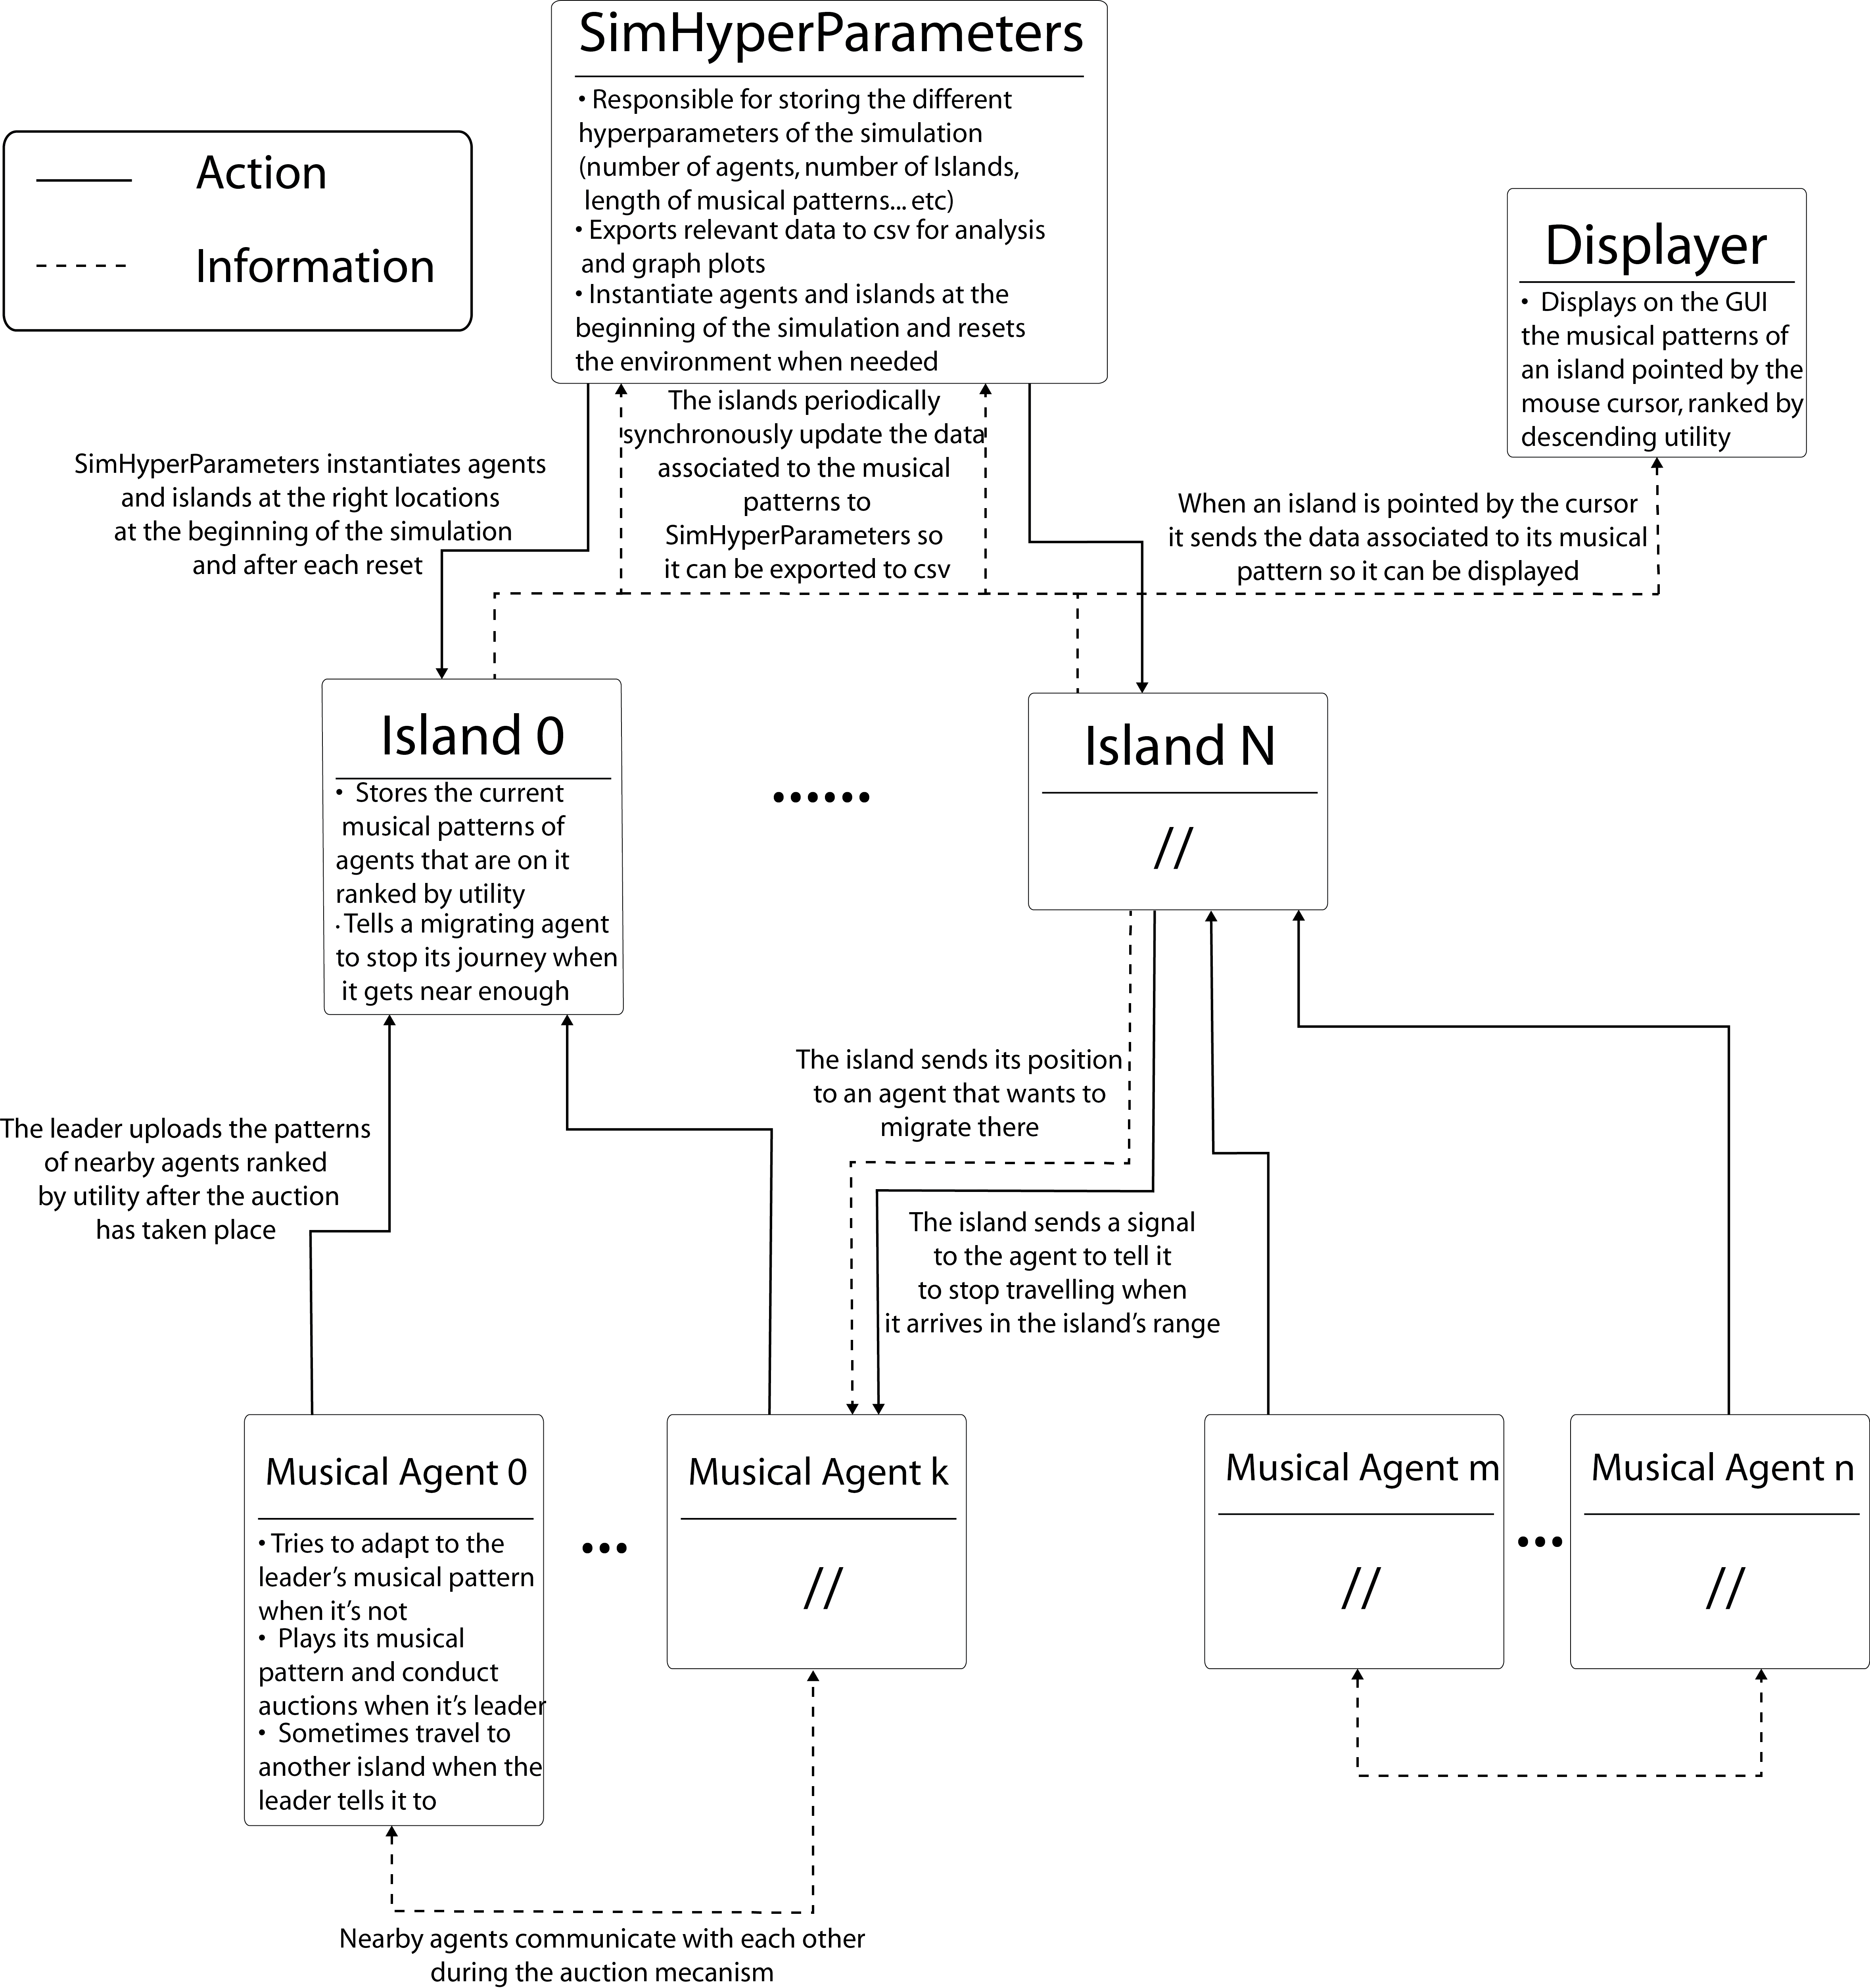 SimHyperParameters
• Responsible for storing the different
hyperparameters of the simulation
(number of agents, number of Islands,
length of musical patterns... etc)
• Exports relevant data to csv for analysis
and graph plots
• Instantiate agents and islands at the
beginning of the simulation and resets
the environment when needed
Action
Information
Displayer
• Displays on the GUI
the musical patterns of
an island pointed by the
mouse cursor, ranked by
descending utility
SimHyperParameters instantiates agents
and islands at the right locations
at the beginning of the simulation
and after each reset
The islands periodically
synchronously update the data
associated to the musical
patterns to
SimHyperParameters so
it can be exported to csv
When an island is pointed by the cursor
it sends the data associated to its musical
pattern so it can be displayed
Island 0
• Stores the current
musical patterns of
agents that are on it
ranked by utility
• Tells a migrating agent
to stop its journey when
it gets near enough
......
Island N
//
The leader uploads the patterns
of nearby agents ranked
by utility after the auction
has taken place
The island sends its position
to an agent that wants to
migrate there
The island sends a signal
to the agent to tell it
to stop travelling when
it arrives in the island's range
Musical Agent 0
• Tries to adapt to the
leader's musical pattern
when it's not
• Plays its musical
pattern and conduct
auctions when it's leader
• Sometimes travel to
another island when the
leader tells it to
...
Musical Agent k
//
Musical Agent m
//
...
Musical Agent n
//
Nearby agents communicate with each other
during the auction mecanism